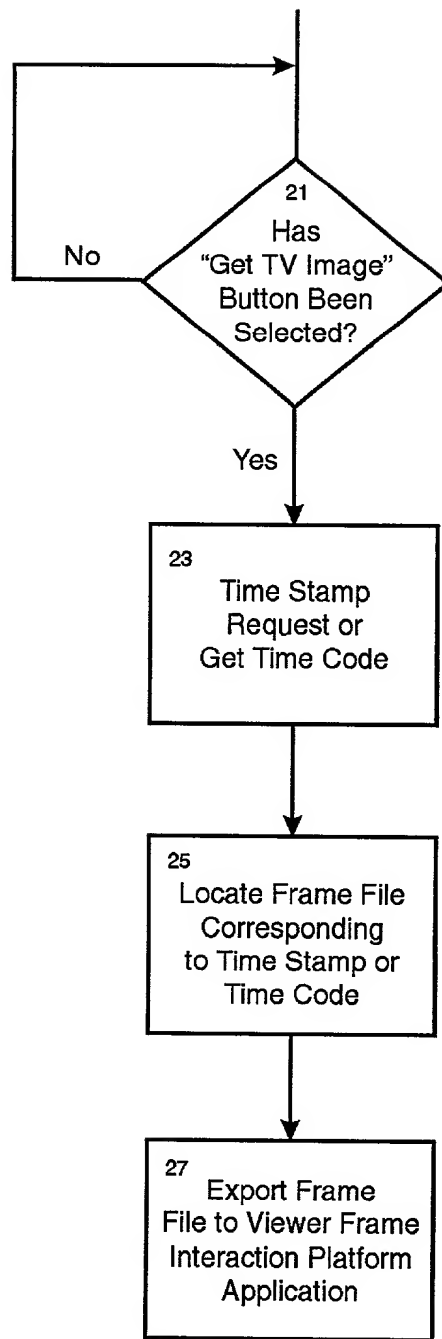 21
Has
“Get TV Image”
Button Been
Selected?
No
Yes
23
Time Stamp
Request or
Get Time Code
25
Locate Frame File
Corresponding
to Time Stamp or
Time Code
27
Export Frame
File to Viewer Frame
Interaction Platform
Application